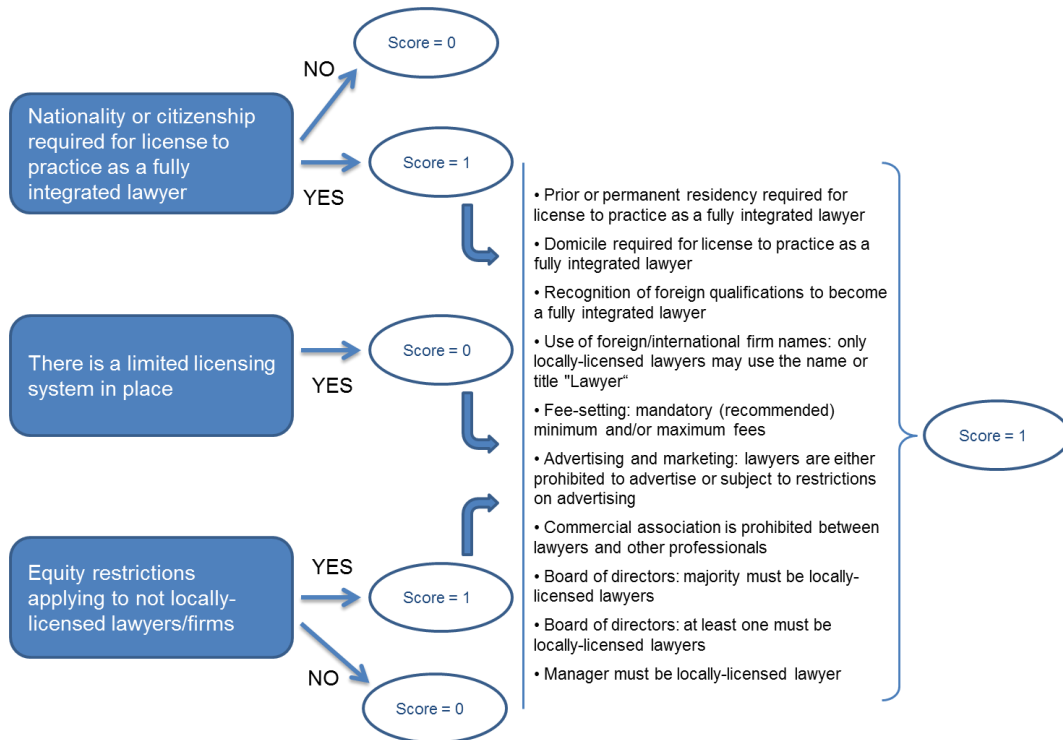 Score = 0
NO
Nationality or citizenship
required for license to
practice as a fully
integrated lawyer
Score = 1
YES
There is a limited licensing
system in place
Score = 0
YES
Equity restrictions
applying to not locally-
licensed lawyers/firms
YES
Score = 1
NO
Score = 0
• Prior or permanent residency required for
license to practice as a fully integrated lawyer
• Domicile required for license to practice as a
fully integrated lawyer
• Recognition of foreign qualifications to become
a fully integrated lawyer
• Use of foreign/international firm names: only
locally-licensed lawyers may use the name or
title "Lawyer“
• Fee-setting: mandatory (recommended)
minimum and/or maximum fees
• Advertising and marketing: lawyers are either
prohibited to advertise or subject to restrictions
on advertising
• Commercial association is prohibited between
lawyers and other professionals
• Board of directors: majority must be locally-
licensed lawyers
• Board of directors: at least one must be
locally-licensed lawyers
• Manager must be locally-licensed lawyer
Score = 1